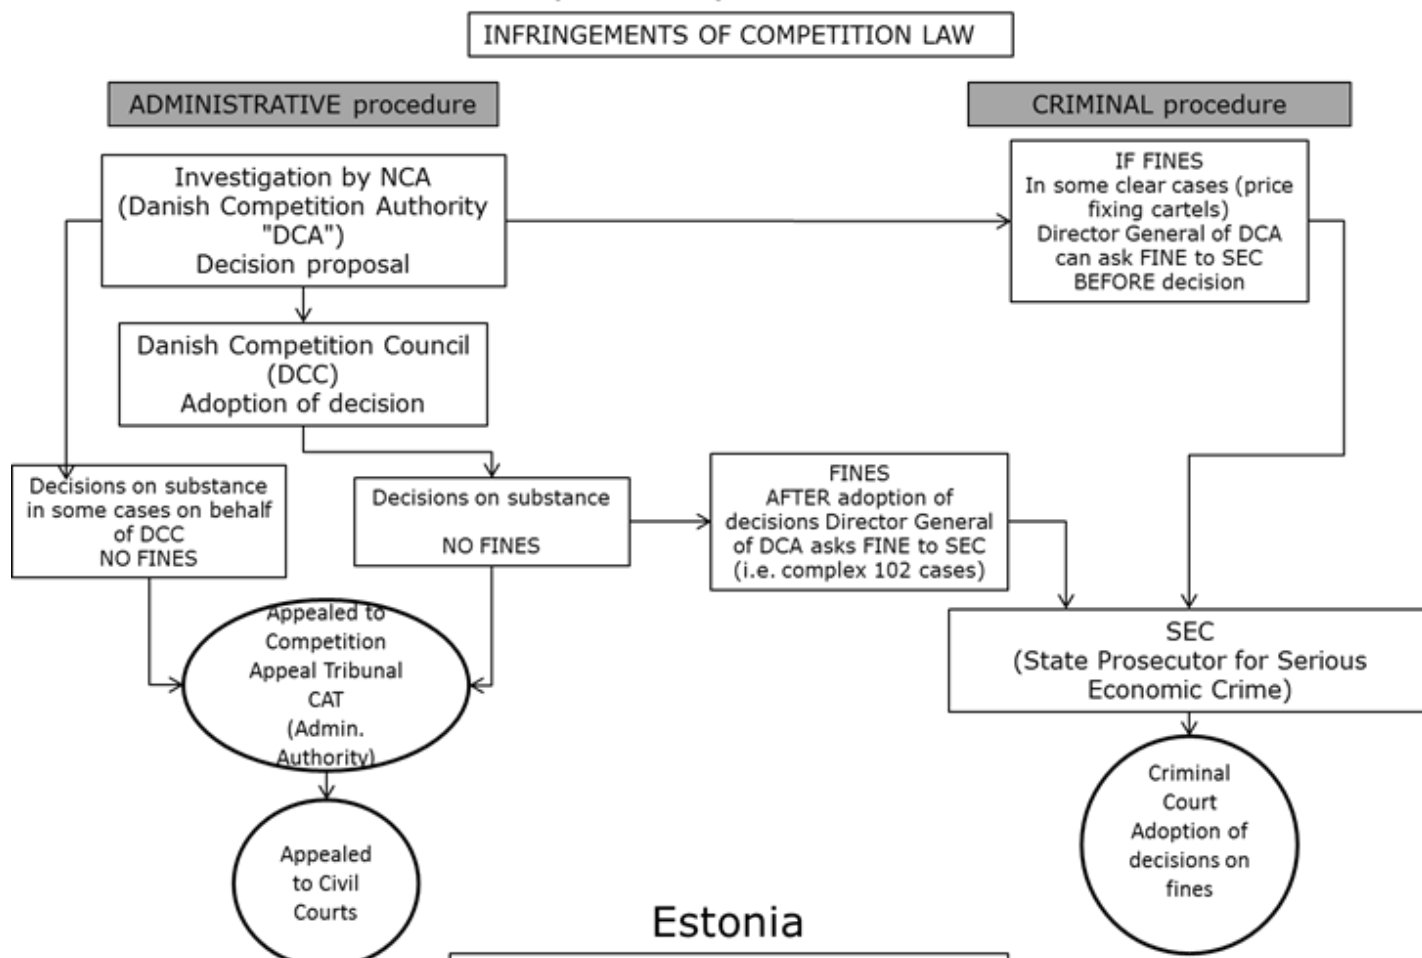 INFRINGEMENTS OF COMPETITION LAW
ADMINISTRATIVE procedure
CRIMINAL procedure
Investigation by NCA
(Danish Competition Authority
"DCA")
Decision proposal
IF FINES
In some clear cases (price
fixing cartels)
Director General of DCA
can ask FINE to SEC
BEFORE decision
Danish Competition Council
(DCC)
Adoption of decision
Decisions on substance
in some cases on behalf
of DCC
NO FINES
Decisions on substance
NO FINES
FINES
AFTER adoption of
decisions Director General
of DCA asks FINE to SEC
(i.e. complex 102 cases)
Appealed to
Competition
Appeal Tribunal
CAT
(Admin.
Authority)
SEC
(State Prosecutor for Serious
Economic Crime)
Appealed
to Civil
Courts
Criminal
Court
Adoption of
decisions on
fines
Estonia